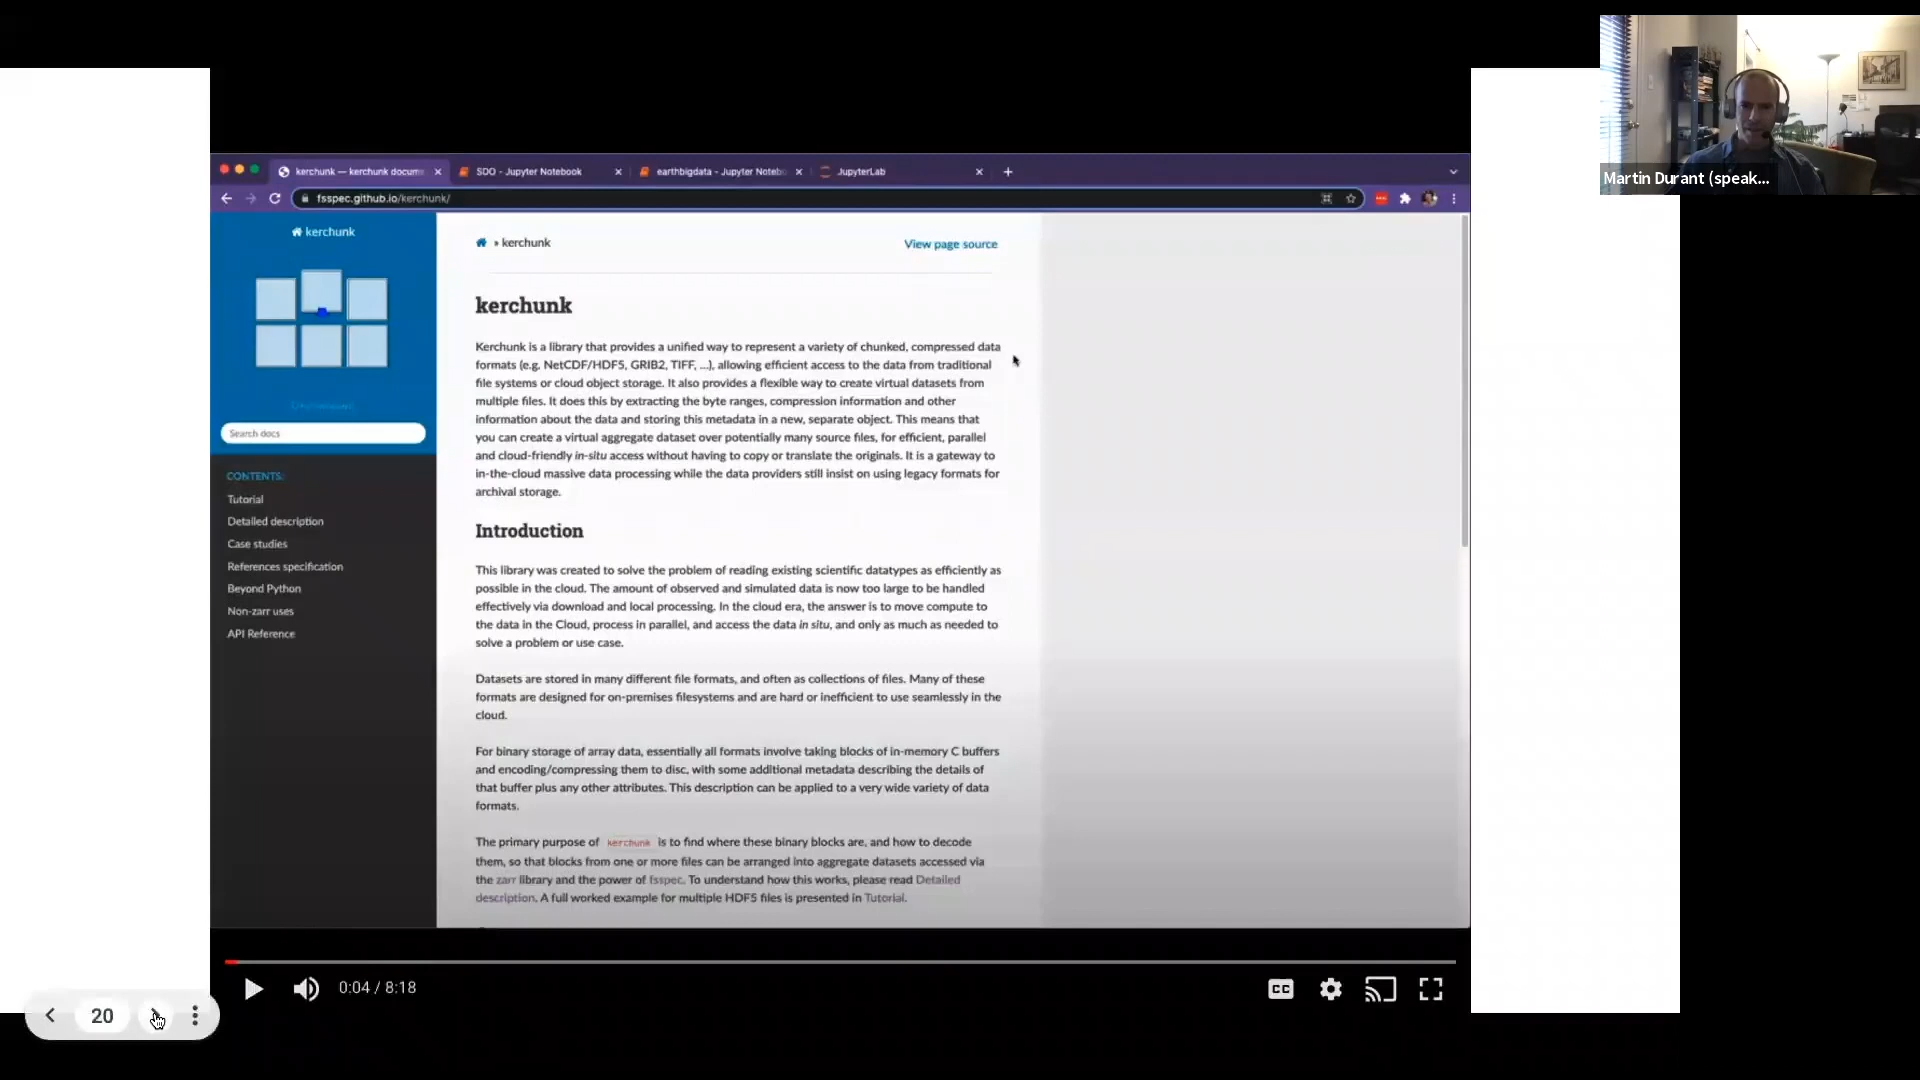 Martin Durant (speak...
kerchunk — kerchunk docum
SDO - Jupyter Notebook
earthbigdata - Jupyter Noteb
JupyterLab
fsspec.github.io/kerchunk/
kerchunk
» kerchunk
View page source
kerchunk
Kerchunk is a library that provides a unified way to represent a variety of chunked, compressed data
formats (e.g. NetCDF/HDF5, GRIB2, TIFF, ...), allowing efficient access to the data from traditional
file systems or cloud object storage. It also provides a flexible way to create virtual datasets from
multiple files. It does this by extracting the byte ranges, compression information and other
information about the data and storing this metadata in a new, separate object. This means that
you can create a virtual aggregate dataset over potentially many source files, for efficient, parallel
and cloud-friendly in-situ access without having to copy or translate the originals. It is a gateway to
in-the-cloud massive data processing while the data providers still insist on using legacy formats for
archival storage.
Search docs
CONTENTS:
Tutorial
Detailed description
Case studies
References specification
Beyond Python
Non-zarr uses
API Reference
Introduction
This library was created to solve the problem of reading existing scientific datatypes as efficiently as
possible in the cloud. The amount of observed and simulated data is now too large to be handled
effectively via download and local processing. In the cloud era, the answer is to move compute to
the data in the Cloud, process in parallel, and access the data in situ, and only as much as needed to
solve a problem or use case.
Datasets are stored in many different file formats, and often as collections of files. Many of these
formats are designed for on-premises filesystems and are hard or inefficient to use seamlessly in the
cloud.
For binary storage of array data, essentially all formats involve taking blocks of in-memory C buffers
and encoding/compressing them to disc, with some additional metadata describing the details of
that buffer plus any other attributes. This description can be applied to a very wide variety of data
formats.
The primary purpose of kerchunk is to find where these binary blocks are, and how to decode
them, so that blocks from one or more files can be arranged into aggregate datasets accessed via
the zarr library and the power of fsspec. To understand how this works, please read Detailed
description. A full worked example for multiple HDF5 files is presented in Tutorial.
0:04 / 8:18
CC
20